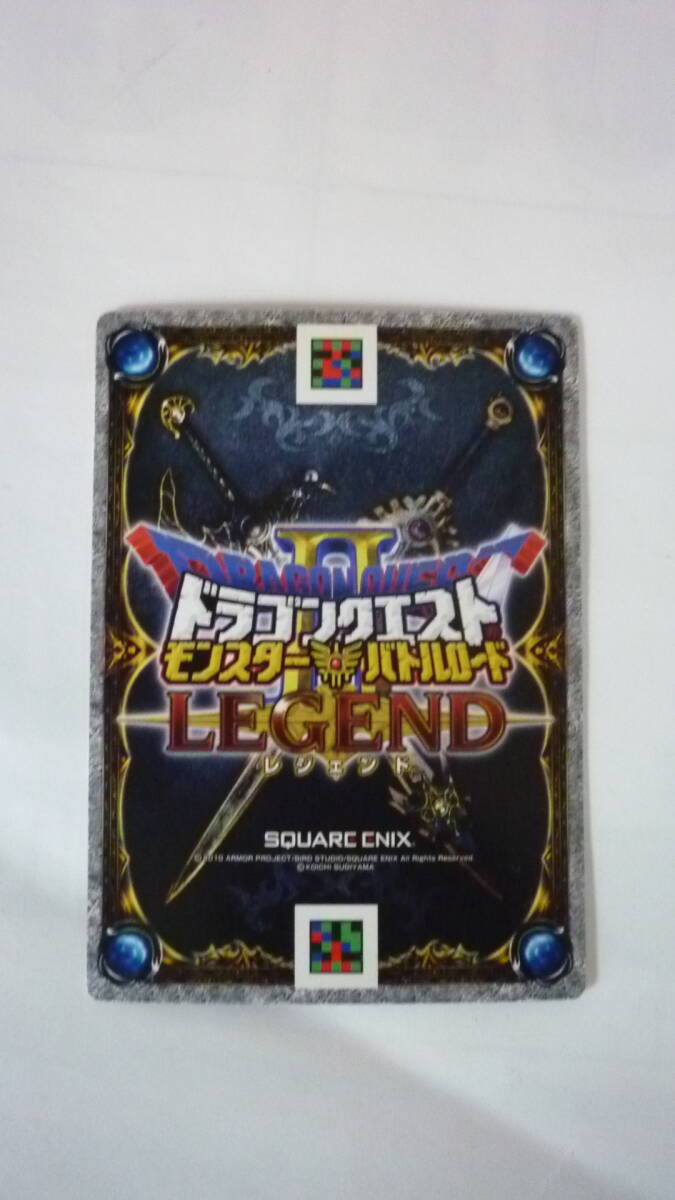 DRAGON QUEST
II
ドラゴンクエスト
モンスターバトルロード
LEGEND
レジェンド
SQUARE ENIX
© 2010 ARMOR PROJECT/BIRD STUDIO/SQUARE ENIX All Rights Reserved.
© KOICHI SUGIYAMA